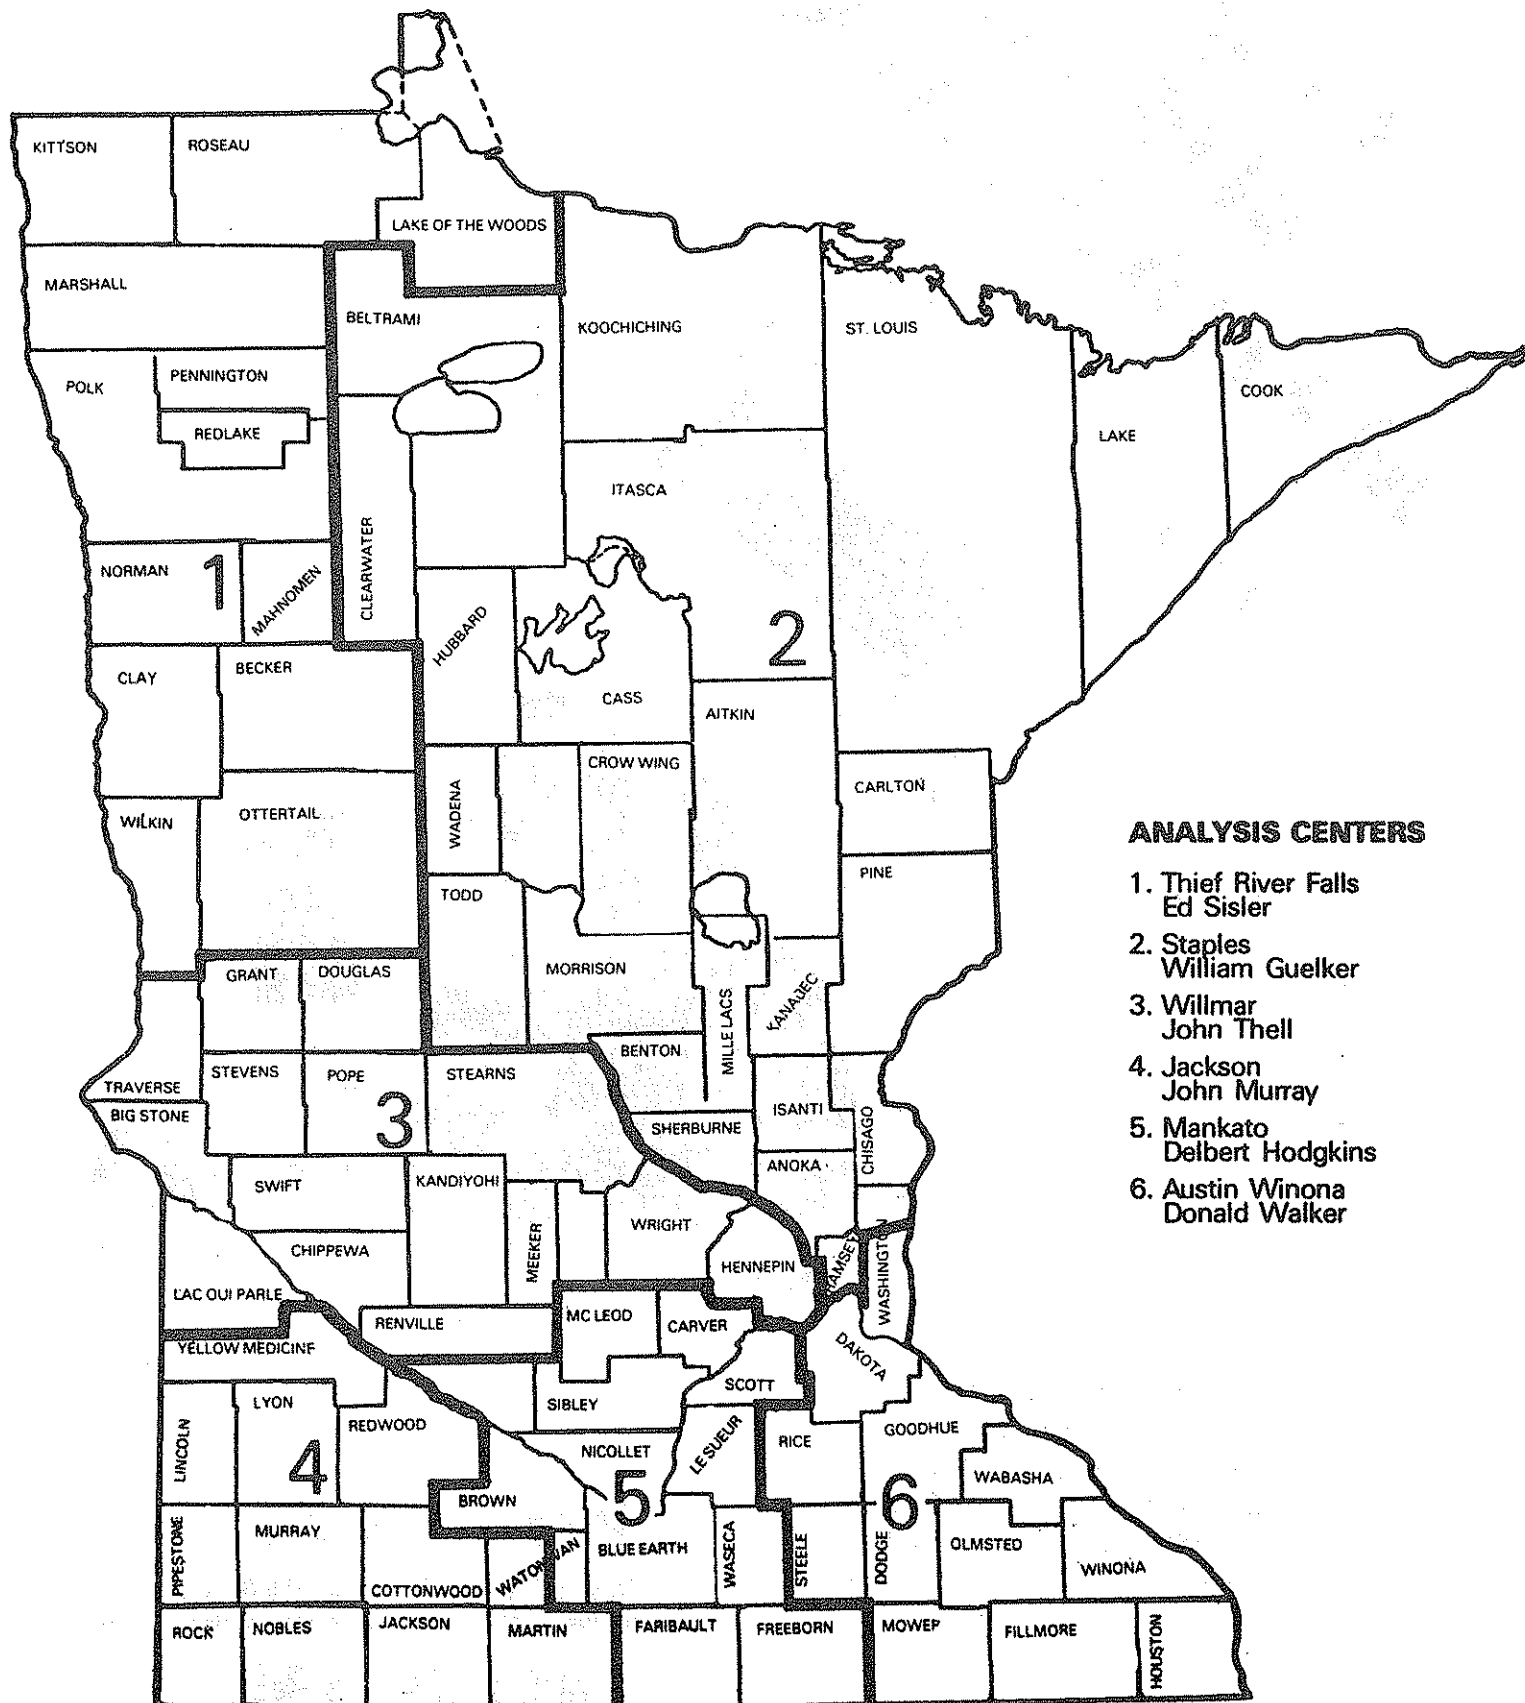 KITTSON
ROSEAU
LAKE OF THE WOODS
MARSHALL
BELTRAMI
KOOCHICHING
ST. LOUIS
POLK
PENNINGTON
REDLAKE
COOK
LAKE
ITASCA
CLEARWATER
NORMAN
1
MAHNOMEN
HUBBARD
2
CLAY
BECKER
CASS
AITKIN
CROW WING
WADENA
CARLTON
OTTERTAIL
WILKIN
PINE
TODD
MORRISON
GRANT
DOUGLAS
MILLE LACS
KANABEC
BENTON
STEVENS
POPE
STEARNS
TRAVERSE
BIG STONE
3
ISANTI
CHISAGO
SHERBURNE
ANOKA
SWIFT
KANDIYOHI
MEEKER
WRIGHT
HENNEPIN
RAMSEY
WASHINGTON
CHIPPEWA
LAC QUI PARLE
RENVILLE
MC LEOD
CARVER
YELLOW MEDICINE
DAKOTA
SCOTT
LINCOLN
LYON
REDWOOD
SIBLEY
4
NICOLLET
LE SUEUR
RICE
GOODHUE
WABASHA
BROWN
5
6
PIPESTONE
MURRAY
COTTONWOOD
WATONWAN
BLUE EARTH
WASECA
STEELE
DODGE
OLMSTED
WINONA
ROCK
NOBLES
JACKSON
MARTIN
FARIBAULT
FREEBORN
MOWER
FILLMORE
HOUSTON
ANALYSIS CENTERS
1. Thief River Falls
Ed Sisler
2. Staples
William Guelker
3. Willmar
John Thell
4. Jackson
John Murray
5. Mankato
Delbert Hodgkins
6. Austin Winona
Donald Walker